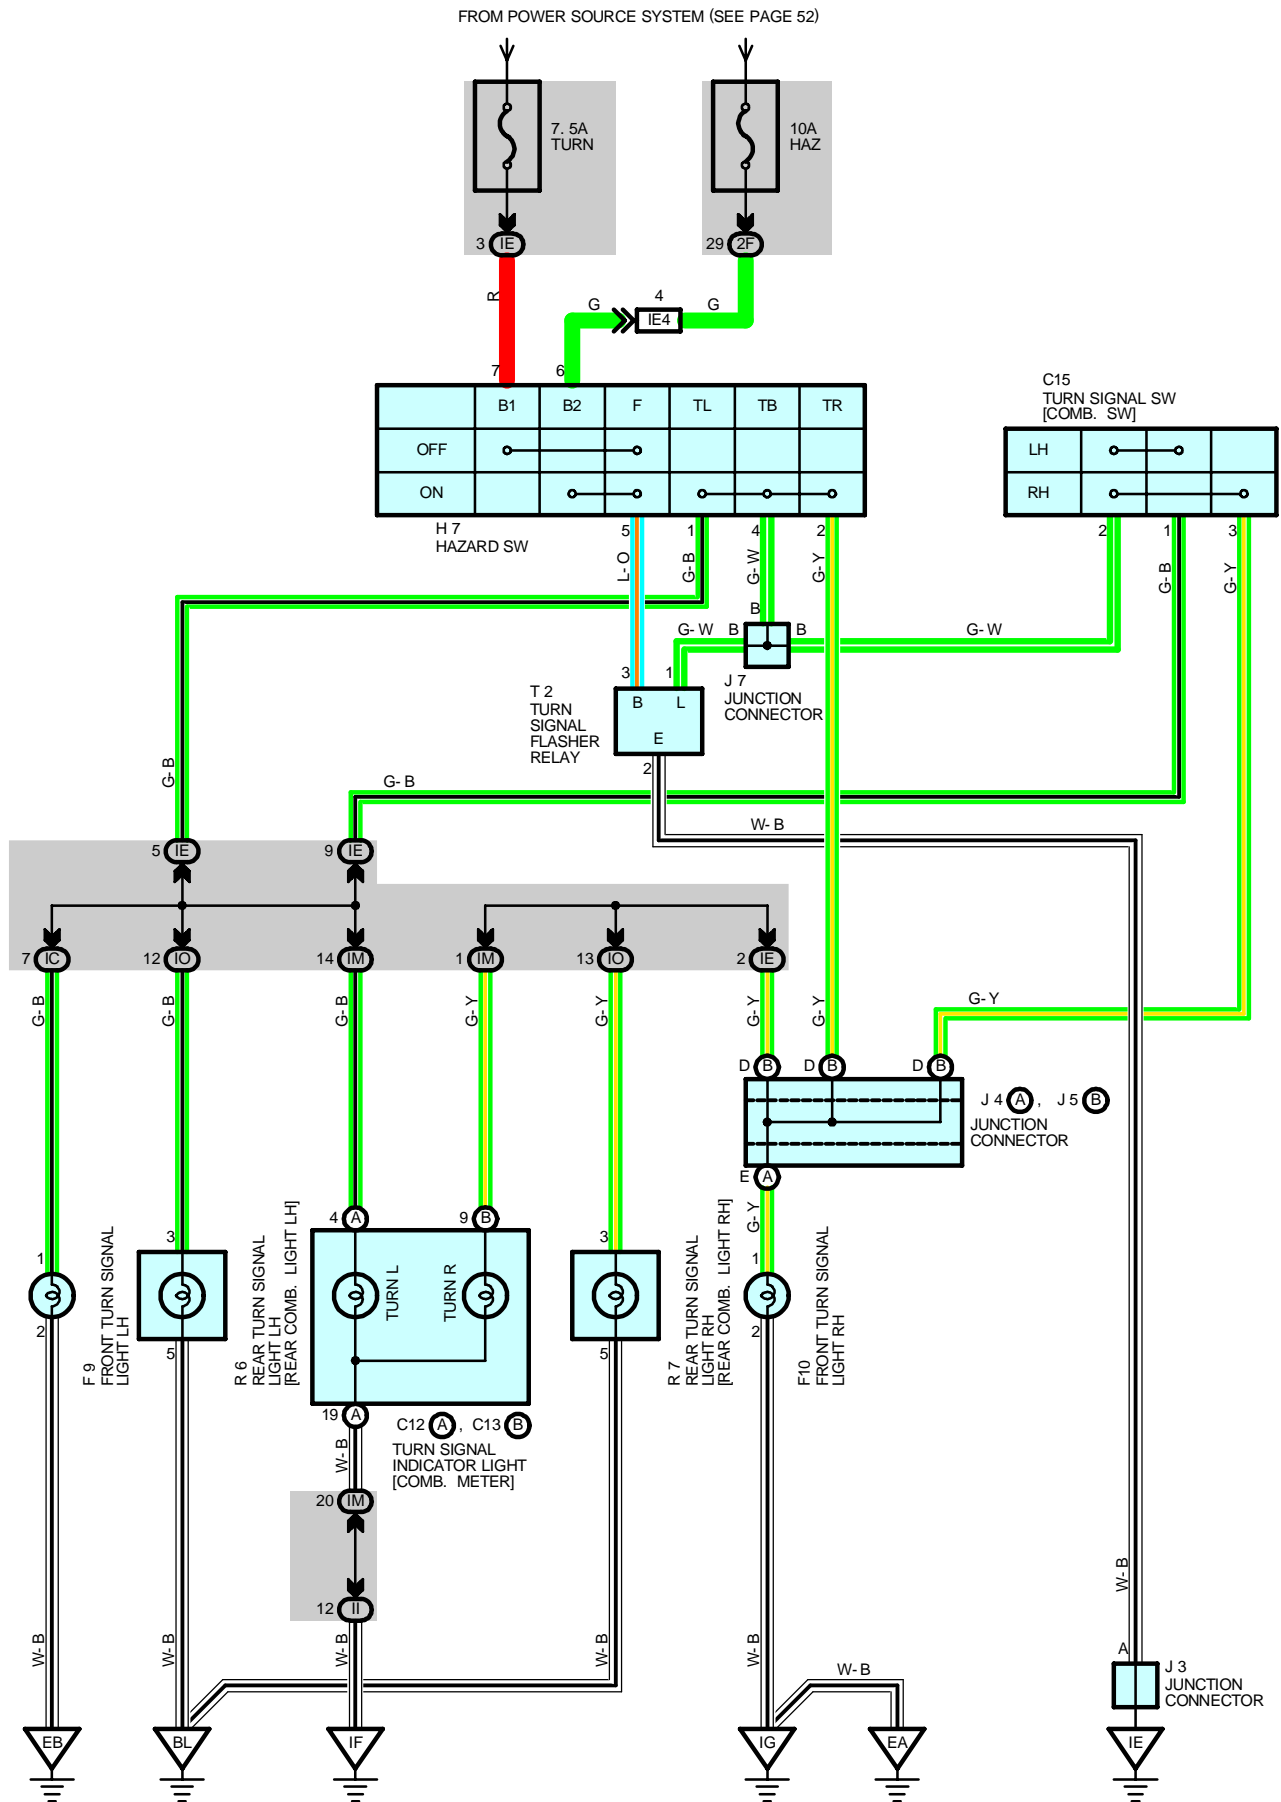 FROM POWER SOURCE SYSTEM (SEE PAGE 52)
7. 5A
TURN
10A
HAZ
3 IE
29 2F
R
G
4
IE4
G
7
6
B1 B2 F TL TB TR
OFF
ON
H 7
HAZARD SW
C15
TURN SIGNAL SW
[COMB. SW]
LH
RH
5
1
4
2
2
1
3
L- O
G- B
G- W
G- Y
G- B
G- Y
B
G- W
B
B
G- W
J 7
JUNCTION
CONNECTOR
3
1
T 2
TURN
SIGNAL
FLASHER
RELAY
B L
E
2
G- B
G- B
W- B
5 IE
9 IE
7 IC
12 IO
14 IM
1 IM
13 IO
2 IE
G- B
G- B
G- B
G- Y
G- Y
G- Y
G- Y
G- Y
D B
D B
D B
J 4 A , J 5 B
JUNCTION
CONNECTOR
E A
G- Y
4 A
9 B
1
3
3
1
TURN L
TURN R
2
5
5
2
F 9
FRONT TURN SIGNAL
LIGHT LH
R 6
REAR TURN SIGNAL
LIGHT LH
[REAR COMB. LIGHT LH]
R 7
REAR TURN SIGNAL
LIGHT RH
[REAR COMB. LIGHT RH]
F10
FRONT TURN SIGNAL
LIGHT RH
19 A
C12 A , C13 B
TURN SIGNAL
INDICATOR LIGHT
[COMB. METER]
W- B
20 IM
12 II
W- B
W- B
W- B
W- B
W- B
W- B
W- B
A
J 3
JUNCTION
CONNECTOR
EB
BL
IF
IG
EA
IE